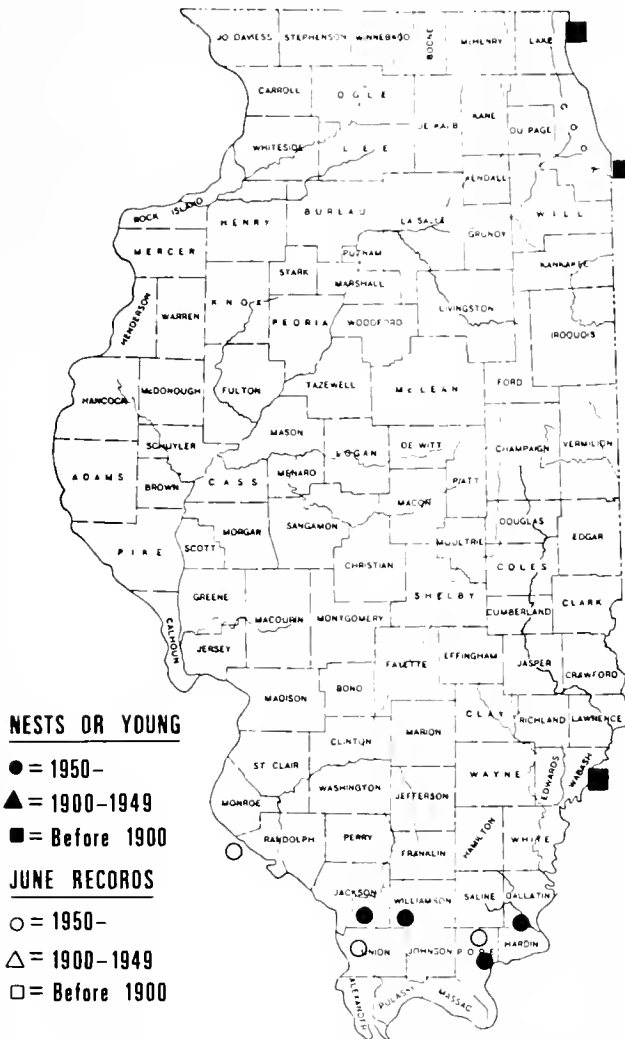 JO DAVIESS STEPHENSON WINNEBAGO BOONE McHENRY LAKE
CARROLL OGLE DE KALB KANE COOK
DU PAGE
WHITESIDE LEE
KENDALL
ROCK ISLAND HENRY BUREAU LA SALLE GRUNDY WILL
MERCER PUTNAM KANKAKEE
STARK MARSHALL
HENDERSON WARREN KNOX PEORIA WOODFORD LIVINGSTON IROQUOIS
HANCOCK McDONOUGH FULTON TAZEWELL McLEAN FORD
SCHUYLER MASON LOGAN DE WITT CHAMPAIGN VERMILION
ADAMS BROWN CASS MENARD PIATT
MACON
PIKE SCOTT MORGAN SANGAMON MOULTRIE DOUGLAS EDGAR
CHRISTIAN COLES
GREENE SHELBY CUMBERLAND CLARK
CALHOUN JERSEY MACOUPIN MONTGOMERY
FAYETTE EFFINGHAM JASPER CRAWFORD
MADISON BOND
CLAY RICHLAND LAWRENCE
CLINTON MARION
ST CLAIR WAYNE EDWARDS WABASH
MONROE WASHINGTON JEFFERSON
RANDOLPH PERRY HAMILTON WHITE
FRANKLIN
JACKSON WILLIAMSON SALINE GALLATIN
UNION JOHNSON POPE HARDIN
ALEXANDER PULASKI MASSAC
NESTS OR YOUNG
● = 1950-
▲ = 1900-1949
■ = Before 1900
JUNE RECORDS
○ = 1950-
△ = 1900-1949
□ = Before 1900